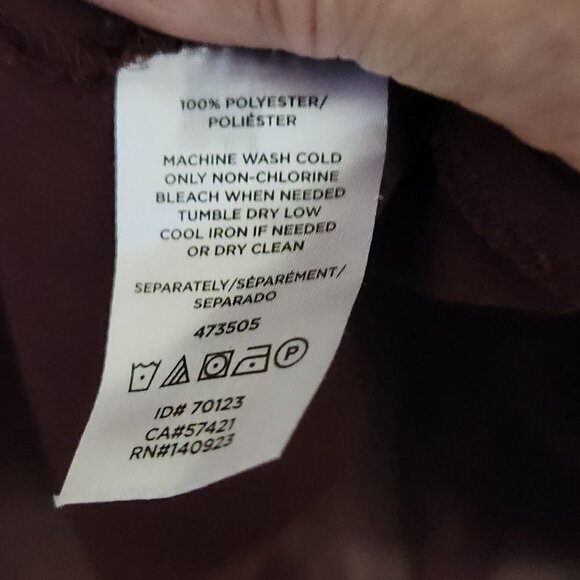 100% POLYESTER/
POLIÉSTER
MACHINE WASH COLD
ONLY NON-CHLORINE
BLEACH WHEN NEEDED
TUMBLE DRY LOW
COOL IRON IF NEEDED
OR DRY CLEAN
SEPARATELY/SÉPARÉMENT/
SEPARADO
473505
P
ID# 70123
CA#57421
RN#140923